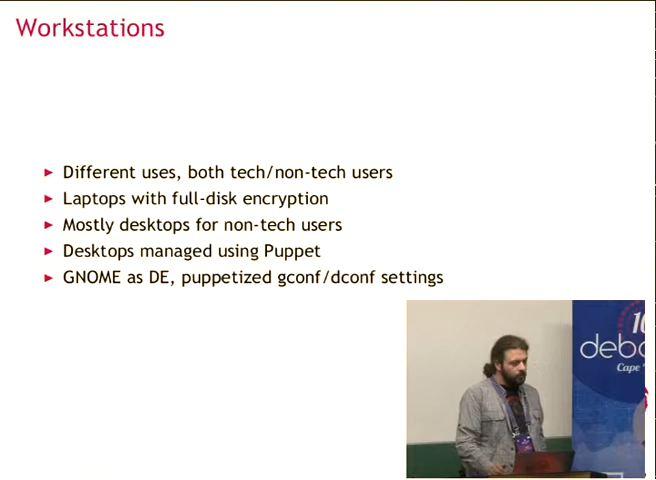 Workstations
Different uses, both tech/non-tech users
Laptops with full-disk encryption
Mostly desktops for non-tech users
Desktops managed using Puppet
GNOME as DE, puppetized gconf/dconf settings
Cape